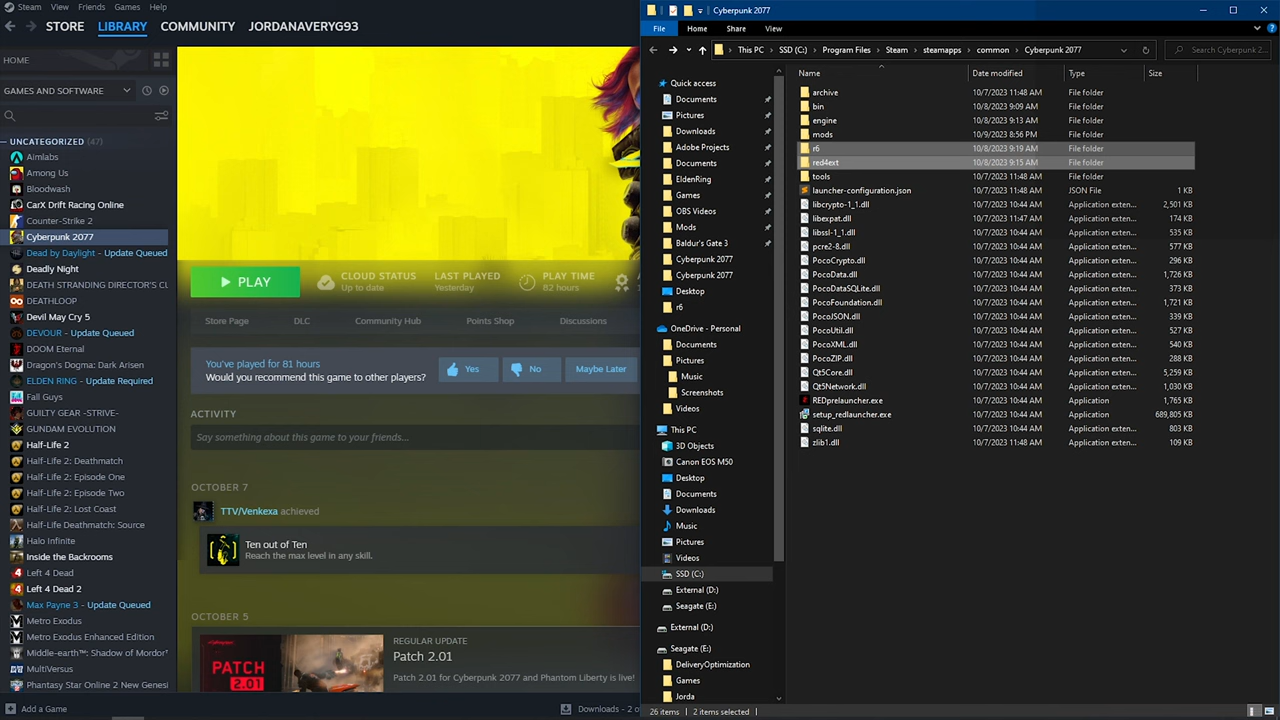 Steam View Friends Games Help
STORE LIBRARY COMMUNITY JORDANAVERYG93
HOME
GAMES AND SOFTWARE
UNCATEGORIZED (47)
Aimlabs
Among Us
Bloodwash
CarX Drift Racing Online
Counter-Strike 2
Cyberpunk 2077
Dead by Daylight - Update Queued
Deadly Night
DEATH STRANDING DIRECTOR'S CU
DEATHLOOP
Devil May Cry 5
DEVOUR - Update Queued
DOOM Eternal
Dragon's Dogma: Dark Arisen
ELDEN RING - Update Required
Fall Guys
GUILTY GEAR -STRIVE-
GUNDAM EVOLUTION
Half-Life 2
Half-Life 2: Deathmatch
Half-Life 2: Episode One
Half-Life 2: Episode Two
Half-Life 2: Lost Coast
Half-Life Deathmatch: Source
Halo Infinite
Inside the Backrooms
Left 4 Dead
Left 4 Dead 2
Max Payne 3 - Update Queued
Metro Exodus
Metro Exodus Enhanced Edition
Middle-earth™: Shadow of Mordor
MultiVersus
Phantasy Star Online 2 New Genesi
Add a Game
PLAY
CLOUD STATUS
Up to date
LAST PLAYED
Yesterday
PLAY TIME
82 hours
Store Page DLC Community Hub Points Shop Discussions
You've played for 81 hours
Would you recommend this game to other players?
Yes No Maybe Later
ACTIVITY
Say something about this game to your friends...
OCTOBER 7
TTV/Venkexa achieved
Ten out of Ten
Reach the max level in any skill.
OCTOBER 5
PATCH
2.01
REGULAR UPDATE
Patch 2.01
Patch 2.01 for Cyberpunk 2077 and Phantom Liberty is live!
Downloads - 2 o
Cyberpunk 2077
File Home Share View
This PC SSD (C:) Program Files Steam steamapps common Cyberpunk 2077
Search Cyberpunk 2...
Quick access
Documents
Pictures
Downloads
Adobe Projects
Documents
EldenRing
Games
OBS Videos
Mods
Baldur's Gate 3
Cyberpunk 2077
Cyberpunk 2077
Desktop
r6
OneDrive - Personal
Documents
Pictures
Music
Screenshots
Videos
This PC
3D Objects
Canon EOS M50
Desktop
Documents
Downloads
Music
Pictures
Videos
SSD (C:)
External (D:)
Seagate (E:)
External (D:)
Seagate (E:)
DeliveryOptimization
Games
Jorda
Name Date modified Type Size
archive 10/7/2023 11:48 AM File folder
bin 10/8/2023 9:09 AM File folder
engine 10/8/2023 9:13 AM File folder
mods 10/9/2023 8:56 PM File folder
r6 10/8/2023 9:19 AM File folder
red4ext 10/8/2023 9:15 AM File folder
tools 10/7/2023 11:48 AM File folder
launcher-configuration.json 10/7/2023 11:48 AM JSON File 1 KB
libcrypto-1_1.dll 10/7/2023 10:44 AM Application exten... 2,501 KB
libexpat.dll 10/7/2023 11:47 AM Application exten... 174 KB
libssl-1_1.dll 10/7/2023 10:44 AM Application exten... 535 KB
pcre2-8.dll 10/7/2023 10:44 AM Application exten... 577 KB
PocoCrypto.dll 10/7/2023 10:44 AM Application exten... 296 KB
PocoData.dll 10/7/2023 10:44 AM Application exten... 1,726 KB
PocoDataSQLite.dll 10/7/2023 10:44 AM Application exten... 373 KB
PocoFoundation.dll 10/7/2023 10:44 AM Application exten... 1,721 KB
PocoJSON.dll 10/7/2023 10:44 AM Application exten... 339 KB
PocoUtil.dll 10/7/2023 10:44 AM Application exten... 527 KB
PocoXML.dll 10/7/2023 10:44 AM Application exten... 540 KB
PocoZIP.dll 10/7/2023 10:44 AM Application exten... 288 KB
Qt5Core.dll 10/7/2023 10:44 AM Application exten... 5,259 KB
Qt5Network.dll 10/7/2023 10:44 AM Application exten... 1,030 KB
REDprelauncher.exe 10/7/2023 10:44 AM Application 1,765 KB
setup_redlauncher.exe 10/7/2023 10:44 AM Application 689,805 KB
sqlite.dll 10/7/2023 10:44 AM Application exten... 803 KB
zlib1.dll 10/7/2023 11:48 AM Application exten... 109 KB
26 items 2 items selected